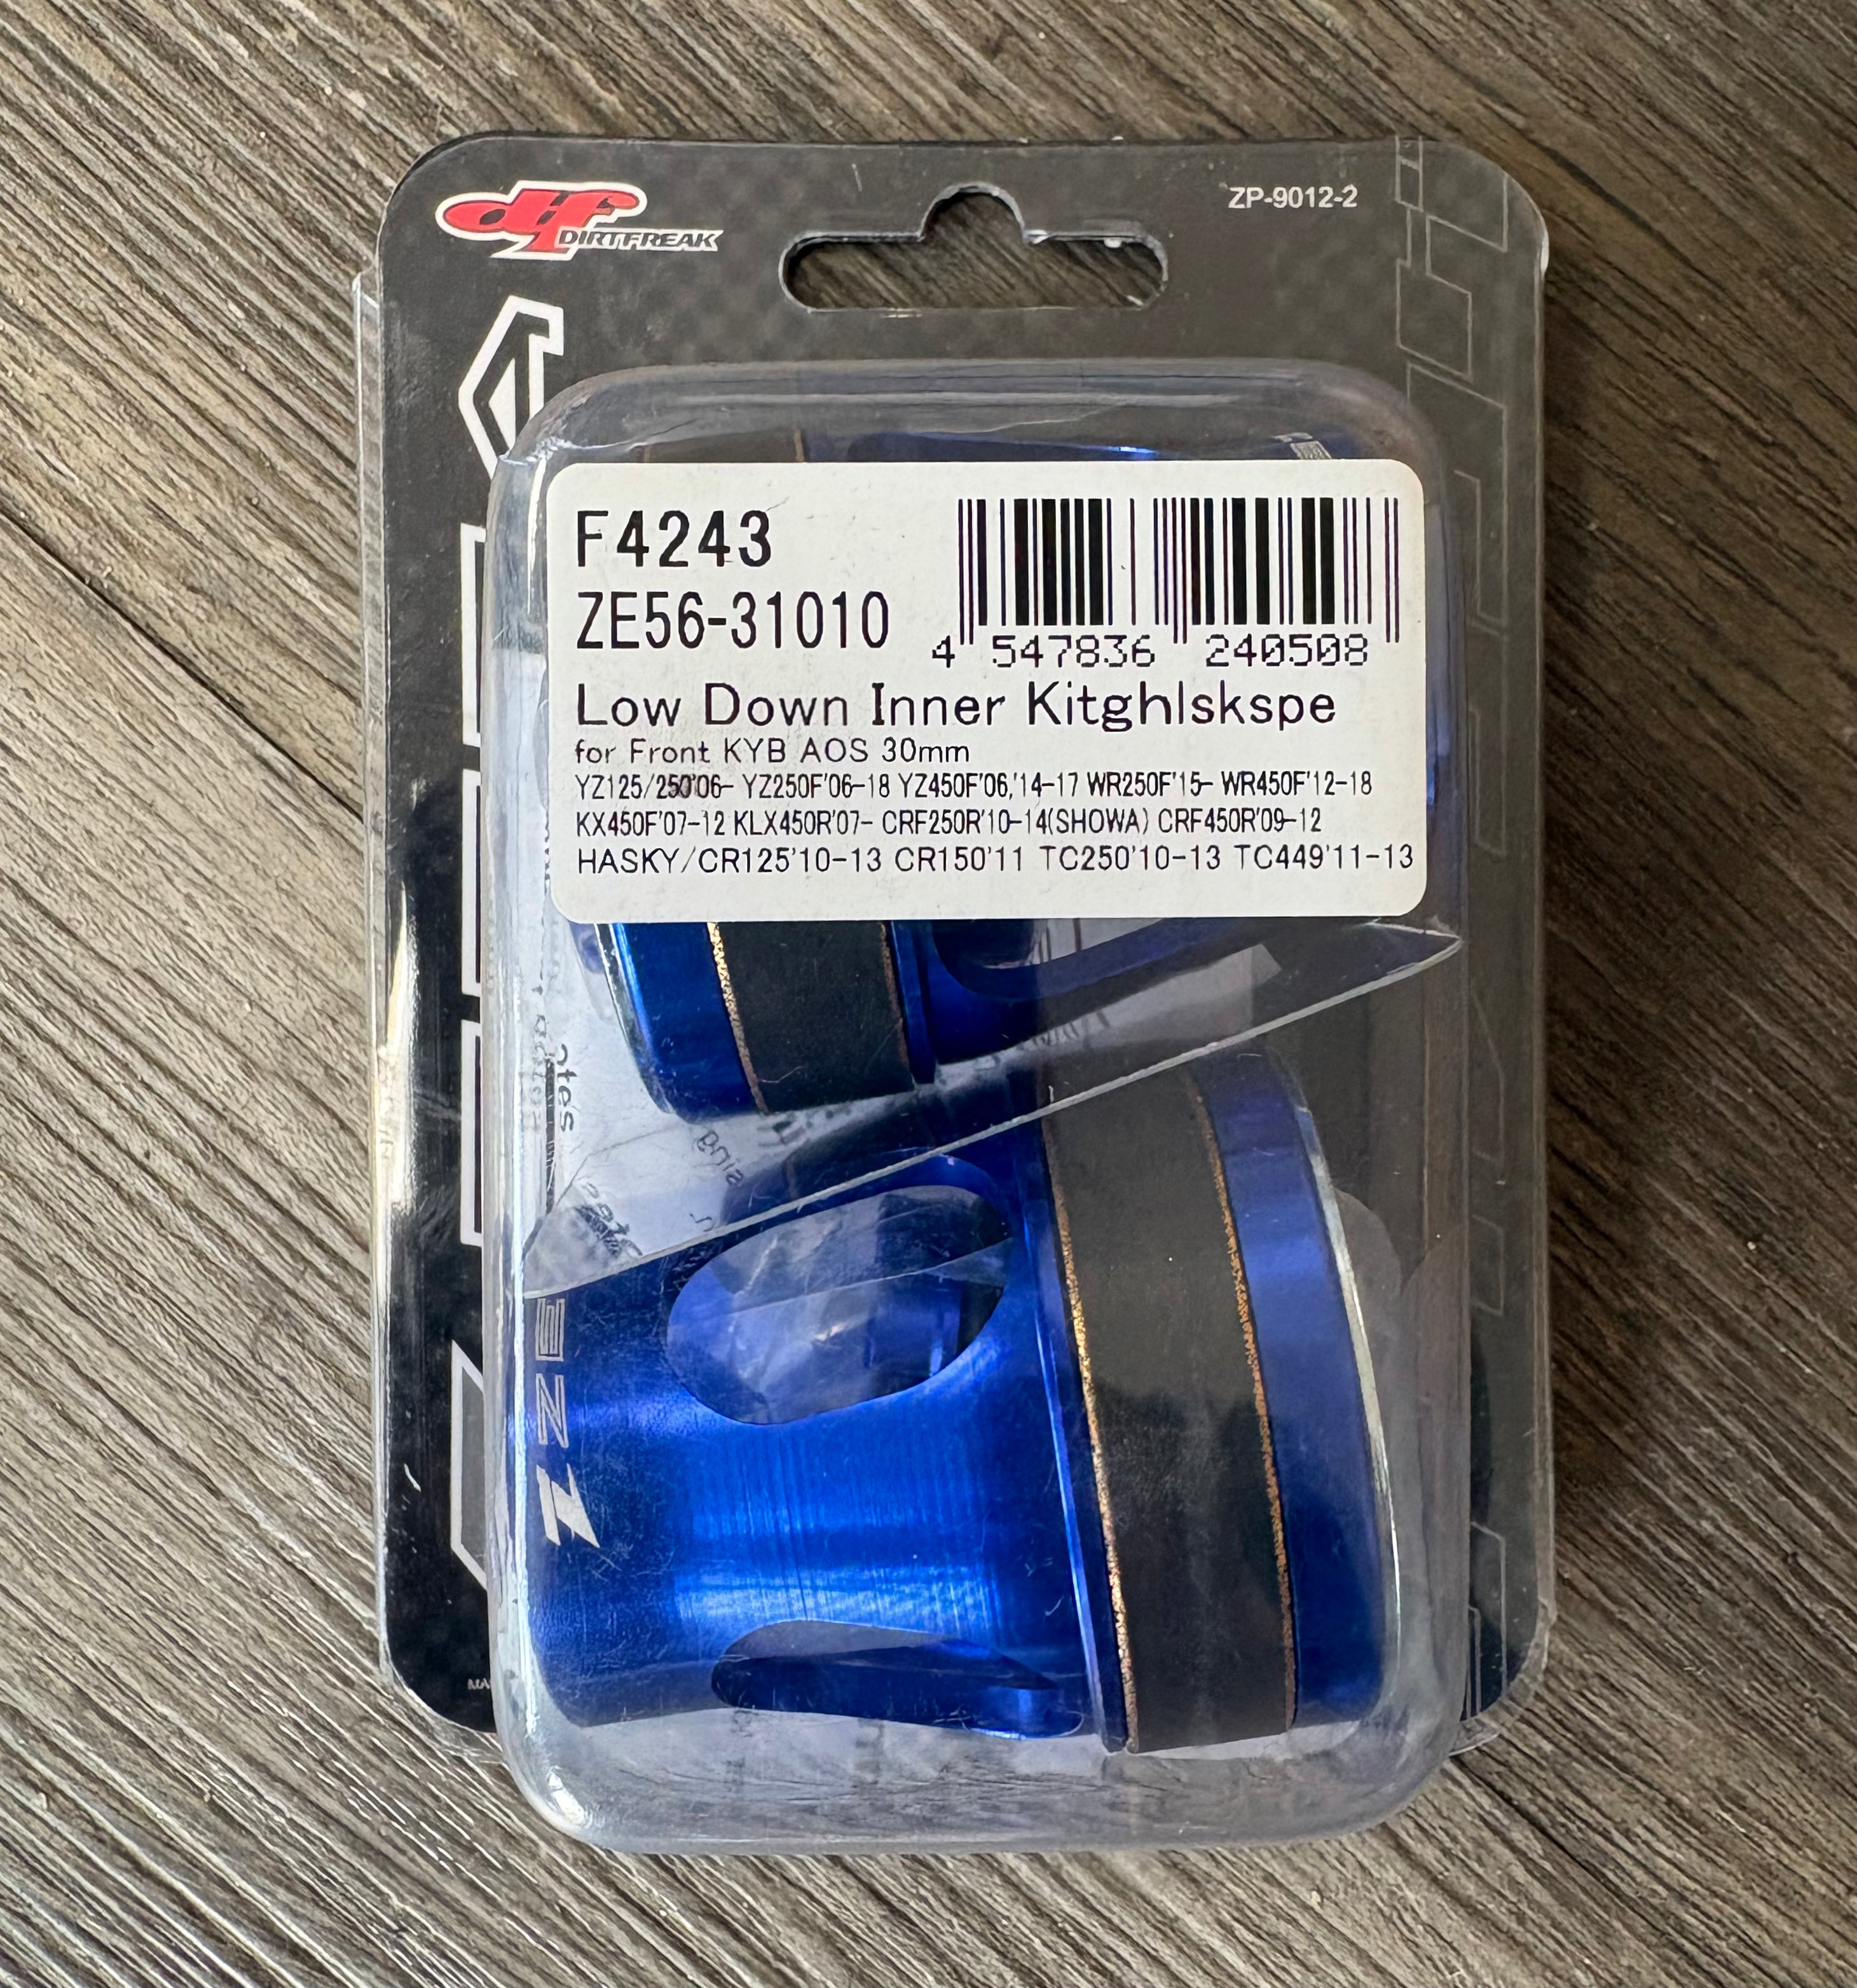 DIRTFREAK
ZP-9012-2
F4243
ZE56-31010
4 547836 240508
Low Down Inner Kitghlskspe
for Front KYB AOS 30mm
YZ125/250'06- YZ250F'06-18 YZ450F'06,'14-17 WR250F'15- WR450F'12-18
KX450F'07-12 KLX450R'07- CRF250R'10-14(SHOWA) CRF450R'09-12
HASKY/CR125'10-13 CR150'11 TC250'10-13 TC449'11-13